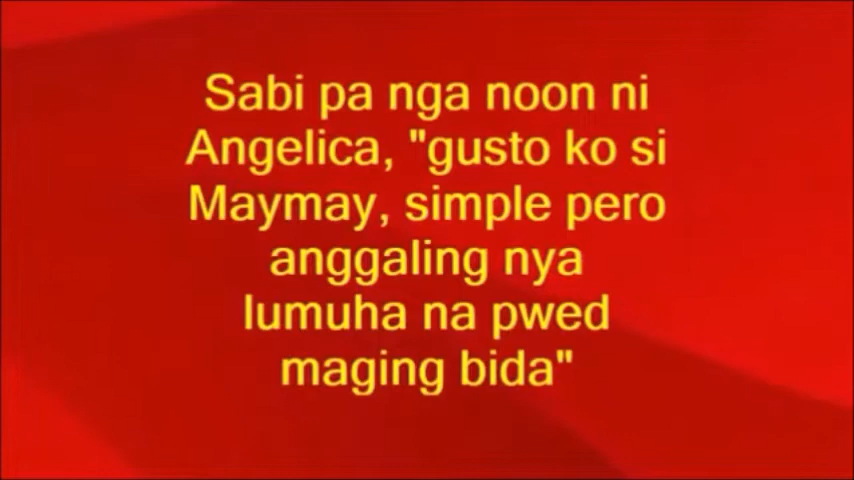 Sabi pa nga noon ni
Angelica, "gusto ko si
Maymay, simple pero
anggaling nya
lumuha na pwed
maging bida"